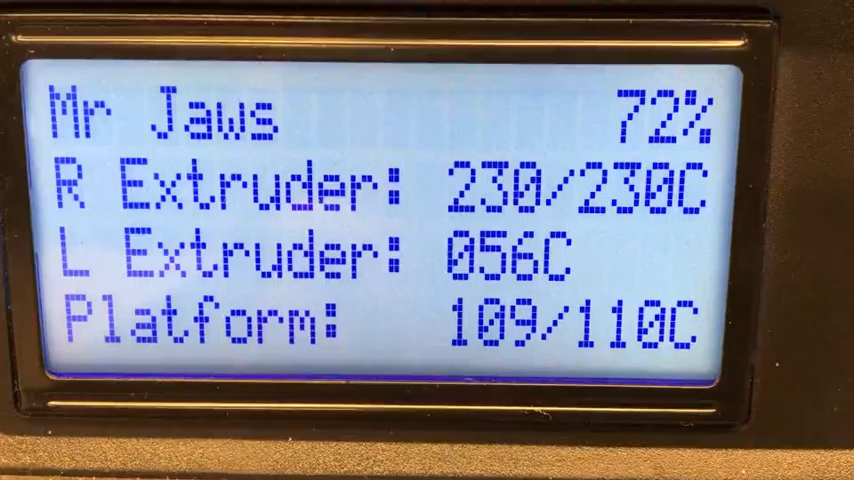 Mr Jaws 72%
R Extruder: 230/230C
L Extruder: 056C
Platform: 109/110C